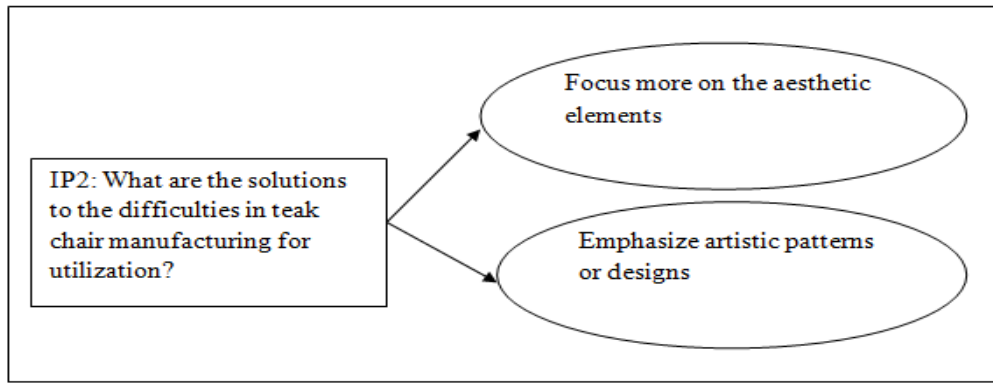 Focus more on the aesthetic
elements
IP2: What are the solutions
to the difficulties in teak
chair manufacturing for
utilization?
Emphasize artistic patterns
or designs